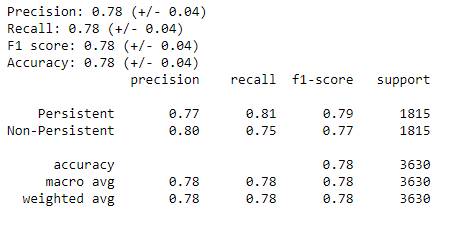 Precision: 0.78 (+/- 0.04)
Recall: 0.78 (+/- 0.04)
F1 score: 0.78 (+/- 0.04)
Accuracy: 0.78 (+/- 0.04)
precision recall f1-score support
Persistent 0.77 0.81 0.79 1815
Non-Persistent 0.80 0.75 0.77 1815
accuracy 0.78 3630
macro avg 0.78 0.78 0.78 3630
weighted avg 0.78 0.78 0.78 3630